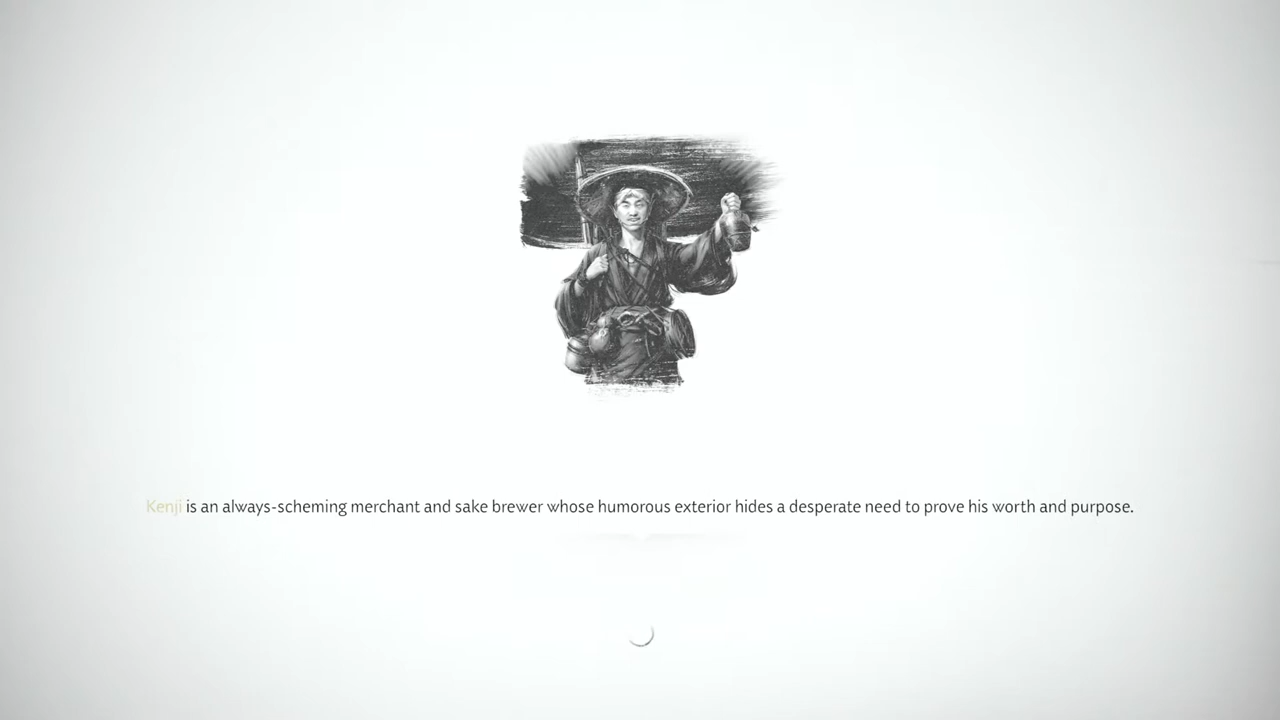 Kenji is an always-scheming merchant and sake brewer whose humorous exterior hides a desperate need to prove his worth and purpose.